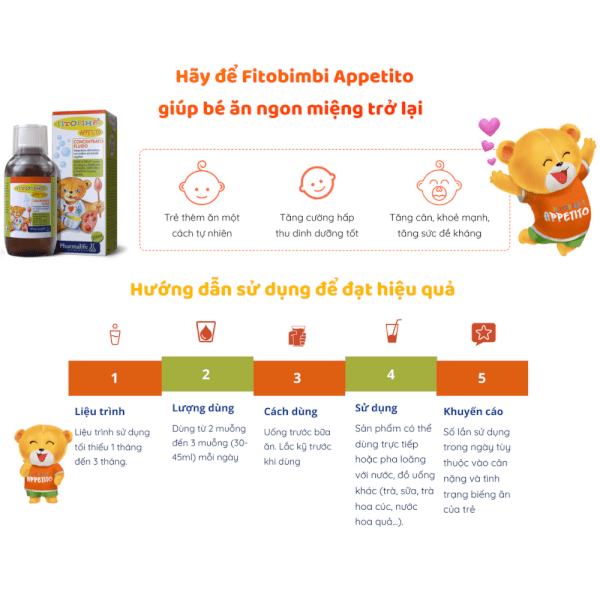 Hãy để Fitobimbi Appetito
giúp bé ăn ngon miệng trở lại
FITOBIMBI
APPETITO
CONCENTRATO
FLUIDO
Pharmalife
Trẻ thèm ăn một
cách tự nhiên
Tăng cường hấp
thu dinh dưỡng tốt
Tăng cân, khoẻ mạnh,
tăng sức đề kháng
APPETITO
Hướng dẫn sử dụng để đạt hiệu quả
1
2
3
4
5
Liệu trình
Liệu trình sử dụng
tối thiểu 1 tháng
đến 3 tháng.
Lượng dùng
Dùng từ 2 muỗng
đến 3 muỗng (30-
45ml) mỗi ngày
Cách dùng
Uống trước bữa
ăn. Lắc kỹ trước
khi dùng
Sử dụng
Sản phẩm có thể
dùng trực tiếp
hoặc pha loãng
với nước, đồ uống
khác (trà, sữa, trà
hoa cúc, nước
hoa quả...).
Khuyến cáo
Số lần sử dụng
trong ngày tùy
thuộc vào cân
nặng và tình
trạng biếng ăn
của trẻ
APPETITO